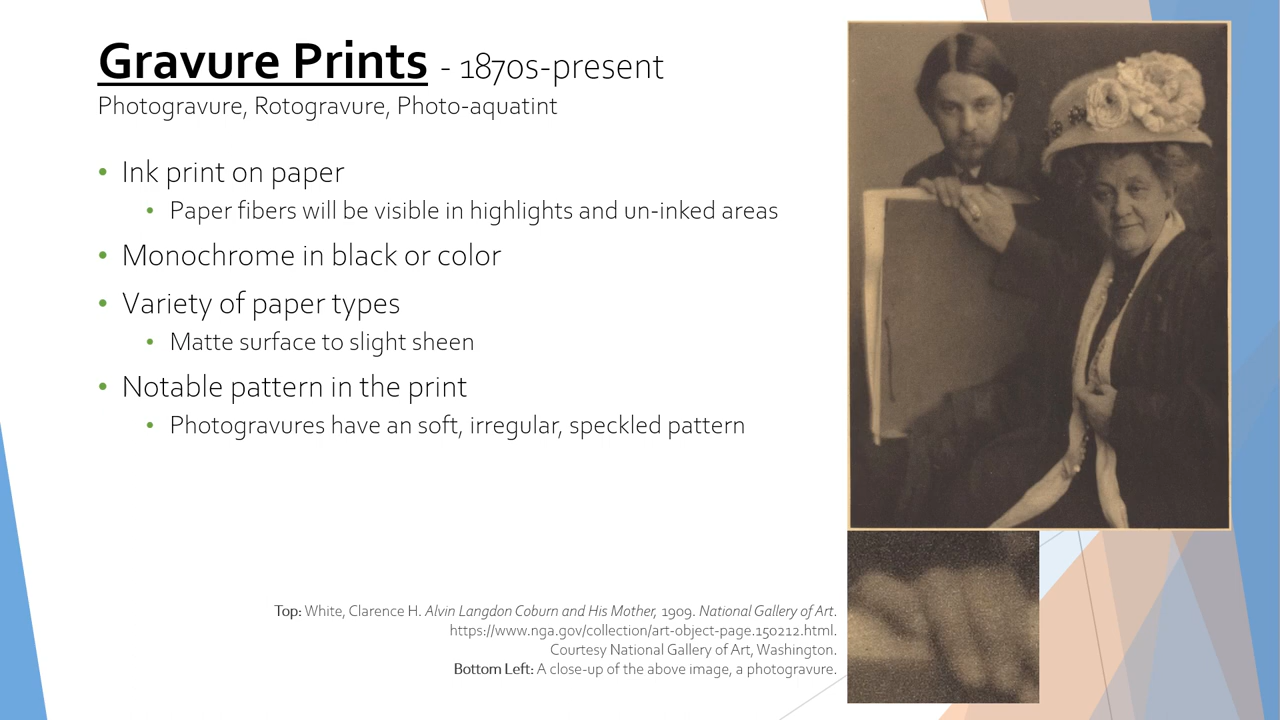 Gravure Prints - 1870s-present
Photogravure, Rotogravure, Photo-aquatint
• Ink print on paper
• Paper fibers will be visible in highlights and un-inked areas
• Monochrome in black or color
• Variety of paper types
• Matte surface to slight sheen
• Notable pattern in the print
• Photogravures have an soft, irregular, speckled pattern
Top: White, Clarence H. Alvin Langdon Coburn and His Mother, 1909. National Gallery of Art.
https://www.nga.gov/collection/art-object-page.150212.html.
Courtesy National Gallery of Art, Washington.
Bottom Left: A close-up of the above image, a photogravure.